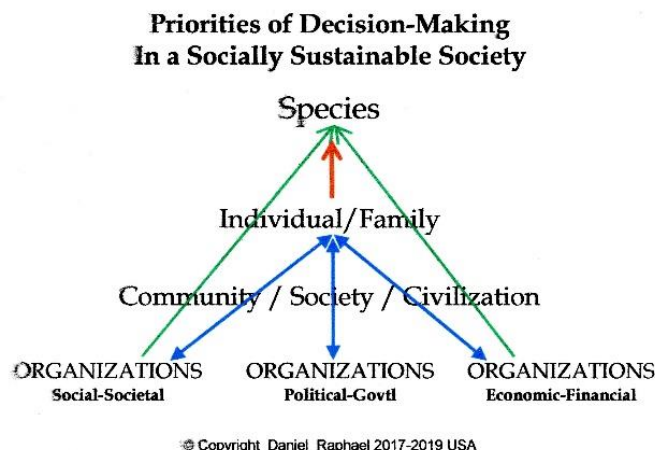 Priorities of Decision-Making
In a Socially Sustainable Society
Species
Individual/Family
Community / Society / Civilization
ORGANIZATIONS ORGANIZATIONS ORGANIZATIONS
Social-Societal Political-Govtl Economic-Financial
© Copyright Daniel Raphael 2017-2019 USA